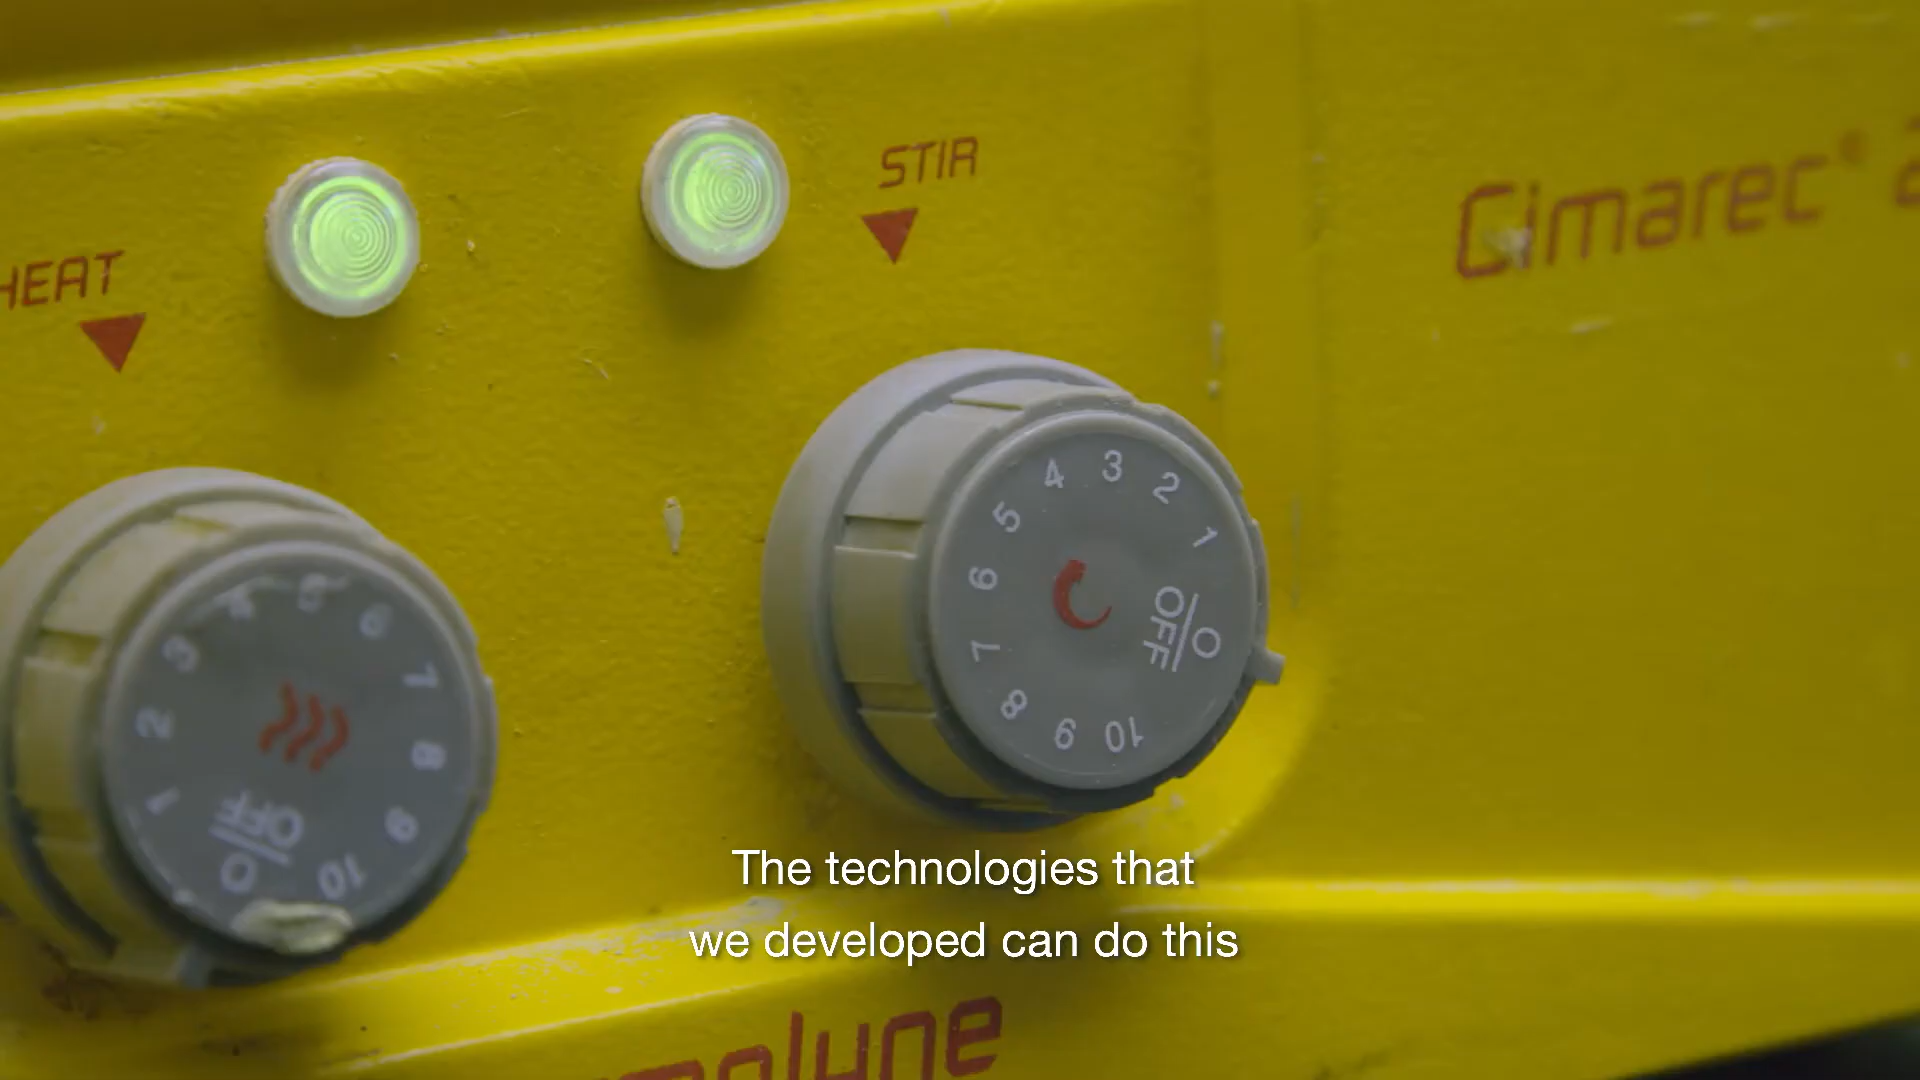 HEAT
STIR
Cimarec®
4 3 2 1
5
6
7
8 9 10
O
OFF
1 2 3 4 5 6 7 8 9 10
O
OFF
The technologies that
we developed can do this